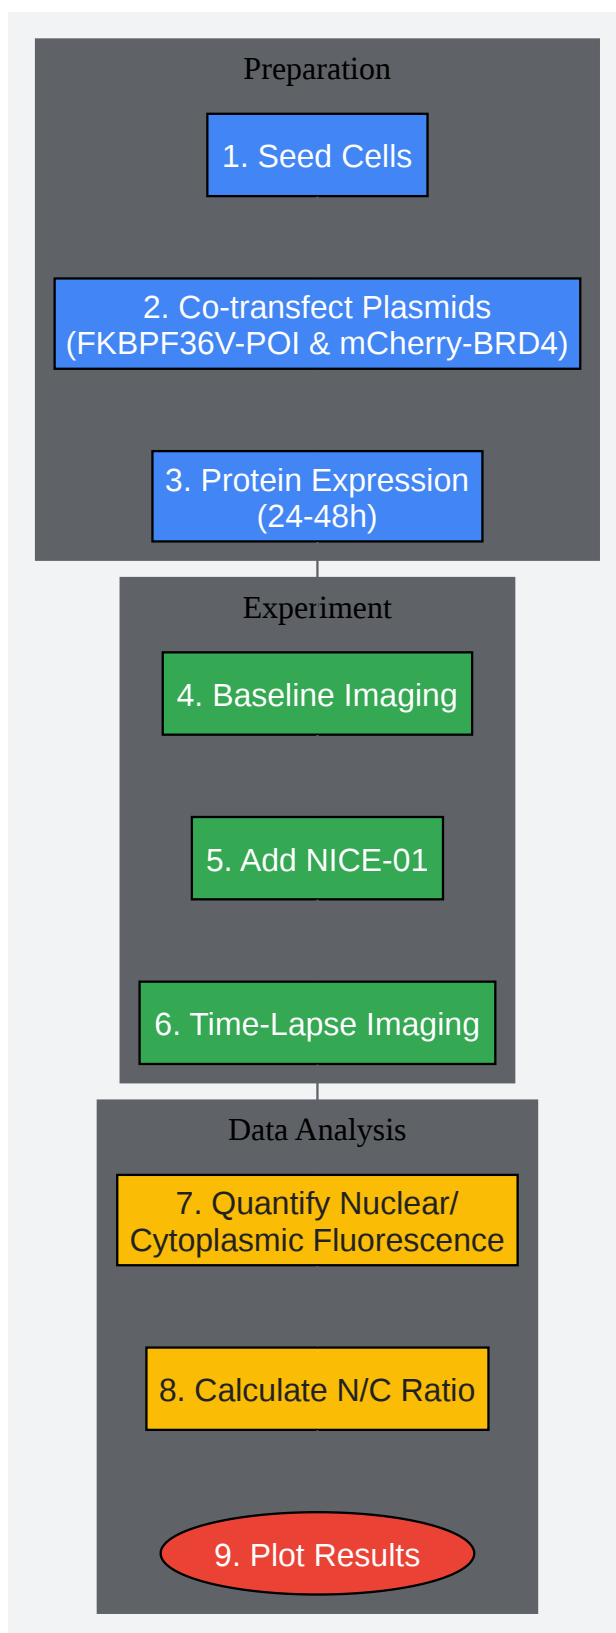 Preparation
1. Seed Cells
2. Co-transfect Plasmids
(FKBPF36V-POI & mCherry-BRD4)
3. Protein Expression
(24-48h)
Experiment
4. Baseline Imaging
5. Add NICE-01
6. Time-Lapse Imaging
Data Analysis
7. Quantify Nuclear/
Cytoplasmic Fluorescence
8. Calculate N/C Ratio
9. Plot Results